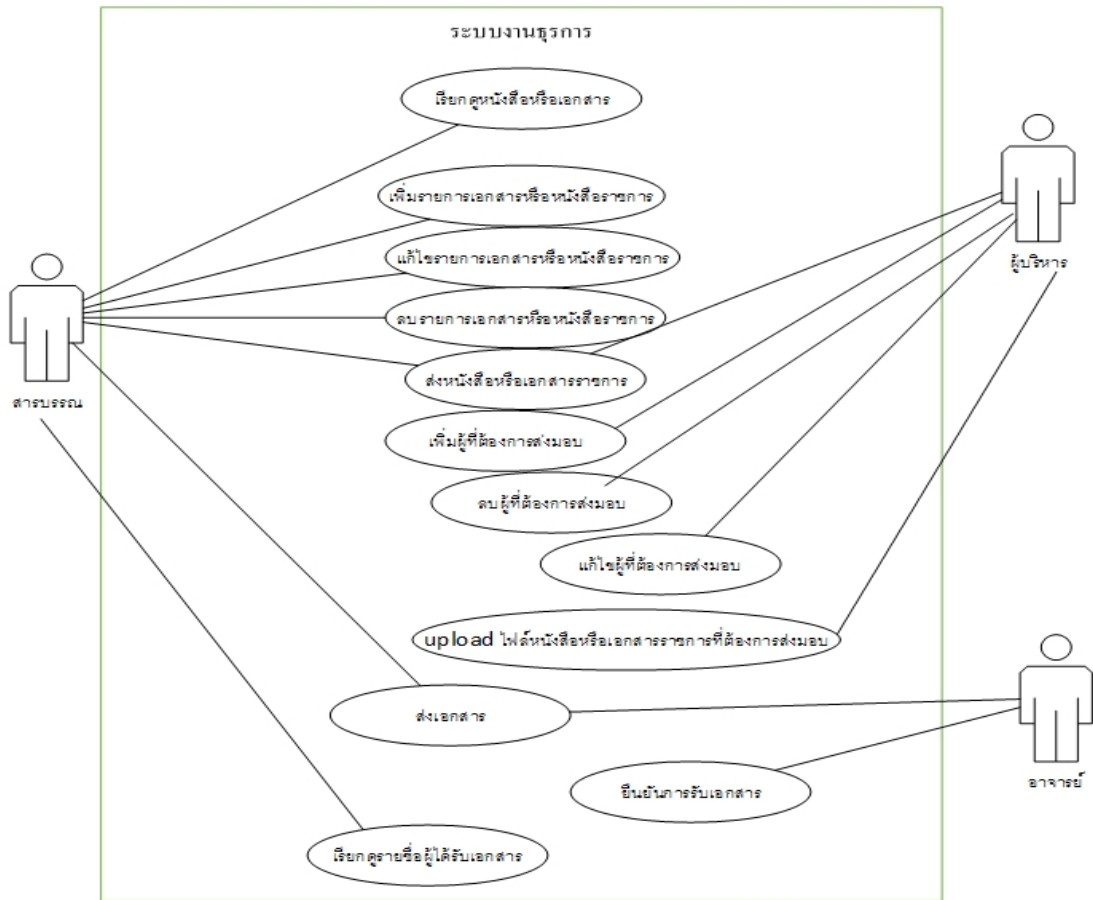 ระบบงานธุรการ
เรียกดูหนังสือหรือเอกสาร
เพิ่มรายการเอกสารหรือหนังสือราชการ
แก้ไขรายการเอกสารหรือหนังสือราชการ
ลบรายการเอกสารหรือหนังสือราชการ
ส่งหนังสือหรือเอกสารราชการ
เพิ่มผู้ที่ต้องการส่งมอบ
ลบผู้ที่ต้องการส่งมอบ
แก้ไขผู้ที่ต้องการส่งมอบ
upload ไฟล์หนังสือหรือเอกสารราชการที่ต้องการส่งมอบ
ส่งเอกสาร
ยืนยันการรับเอกสาร
เรียกดูรายชื่อผู้ได้รับเอกสาร
สารบรรณ
ผู้บริหาร
อาจารย์